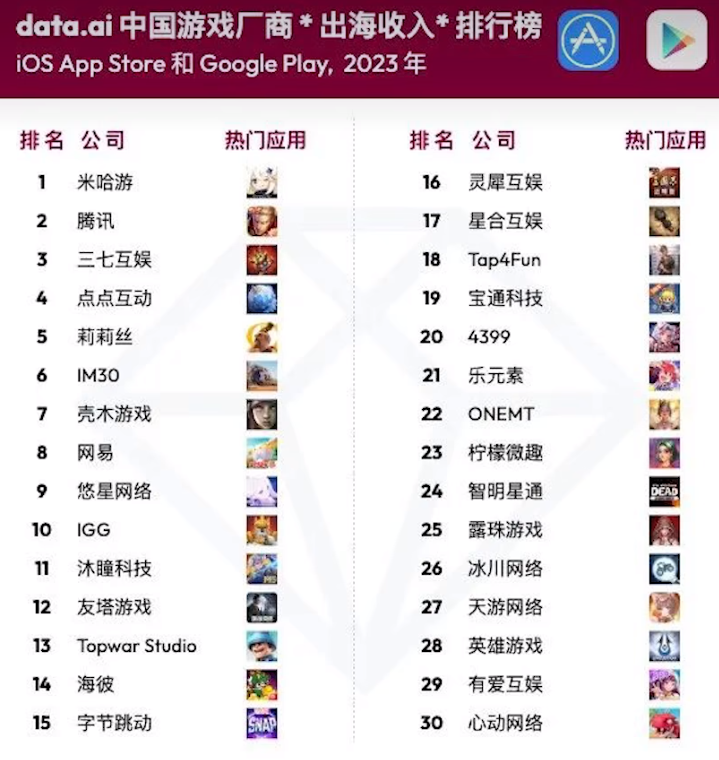 data.ai 中国游戏厂商 * 出海收入* 排行榜
iOS App Store 和 Google Play, 2023 年
排名 公司 热门应用
1 米哈游
2 腾讯
3 三七互娱
4 点点互动
5 莉莉丝
6 IM30
7 壳木游戏
8 网易
9 悠星网络
10 IGG
11 沐瞳科技
12 友塔游戏
13 Topwar Studio
14 海彼
15 字节跳动
SNAP
排名 公司 热门应用
16 灵犀互娱
17 星合互娱
18 Tap4Fun
19 宝通科技
20 4399
21 乐元素
22 ONEMT
23 柠檬微趣
24 智明星通
DEAD
25 露珠游戏
26 冰川网络
27 天游网络
28 英雄游戏
29 有爱互娱
30 心动网络